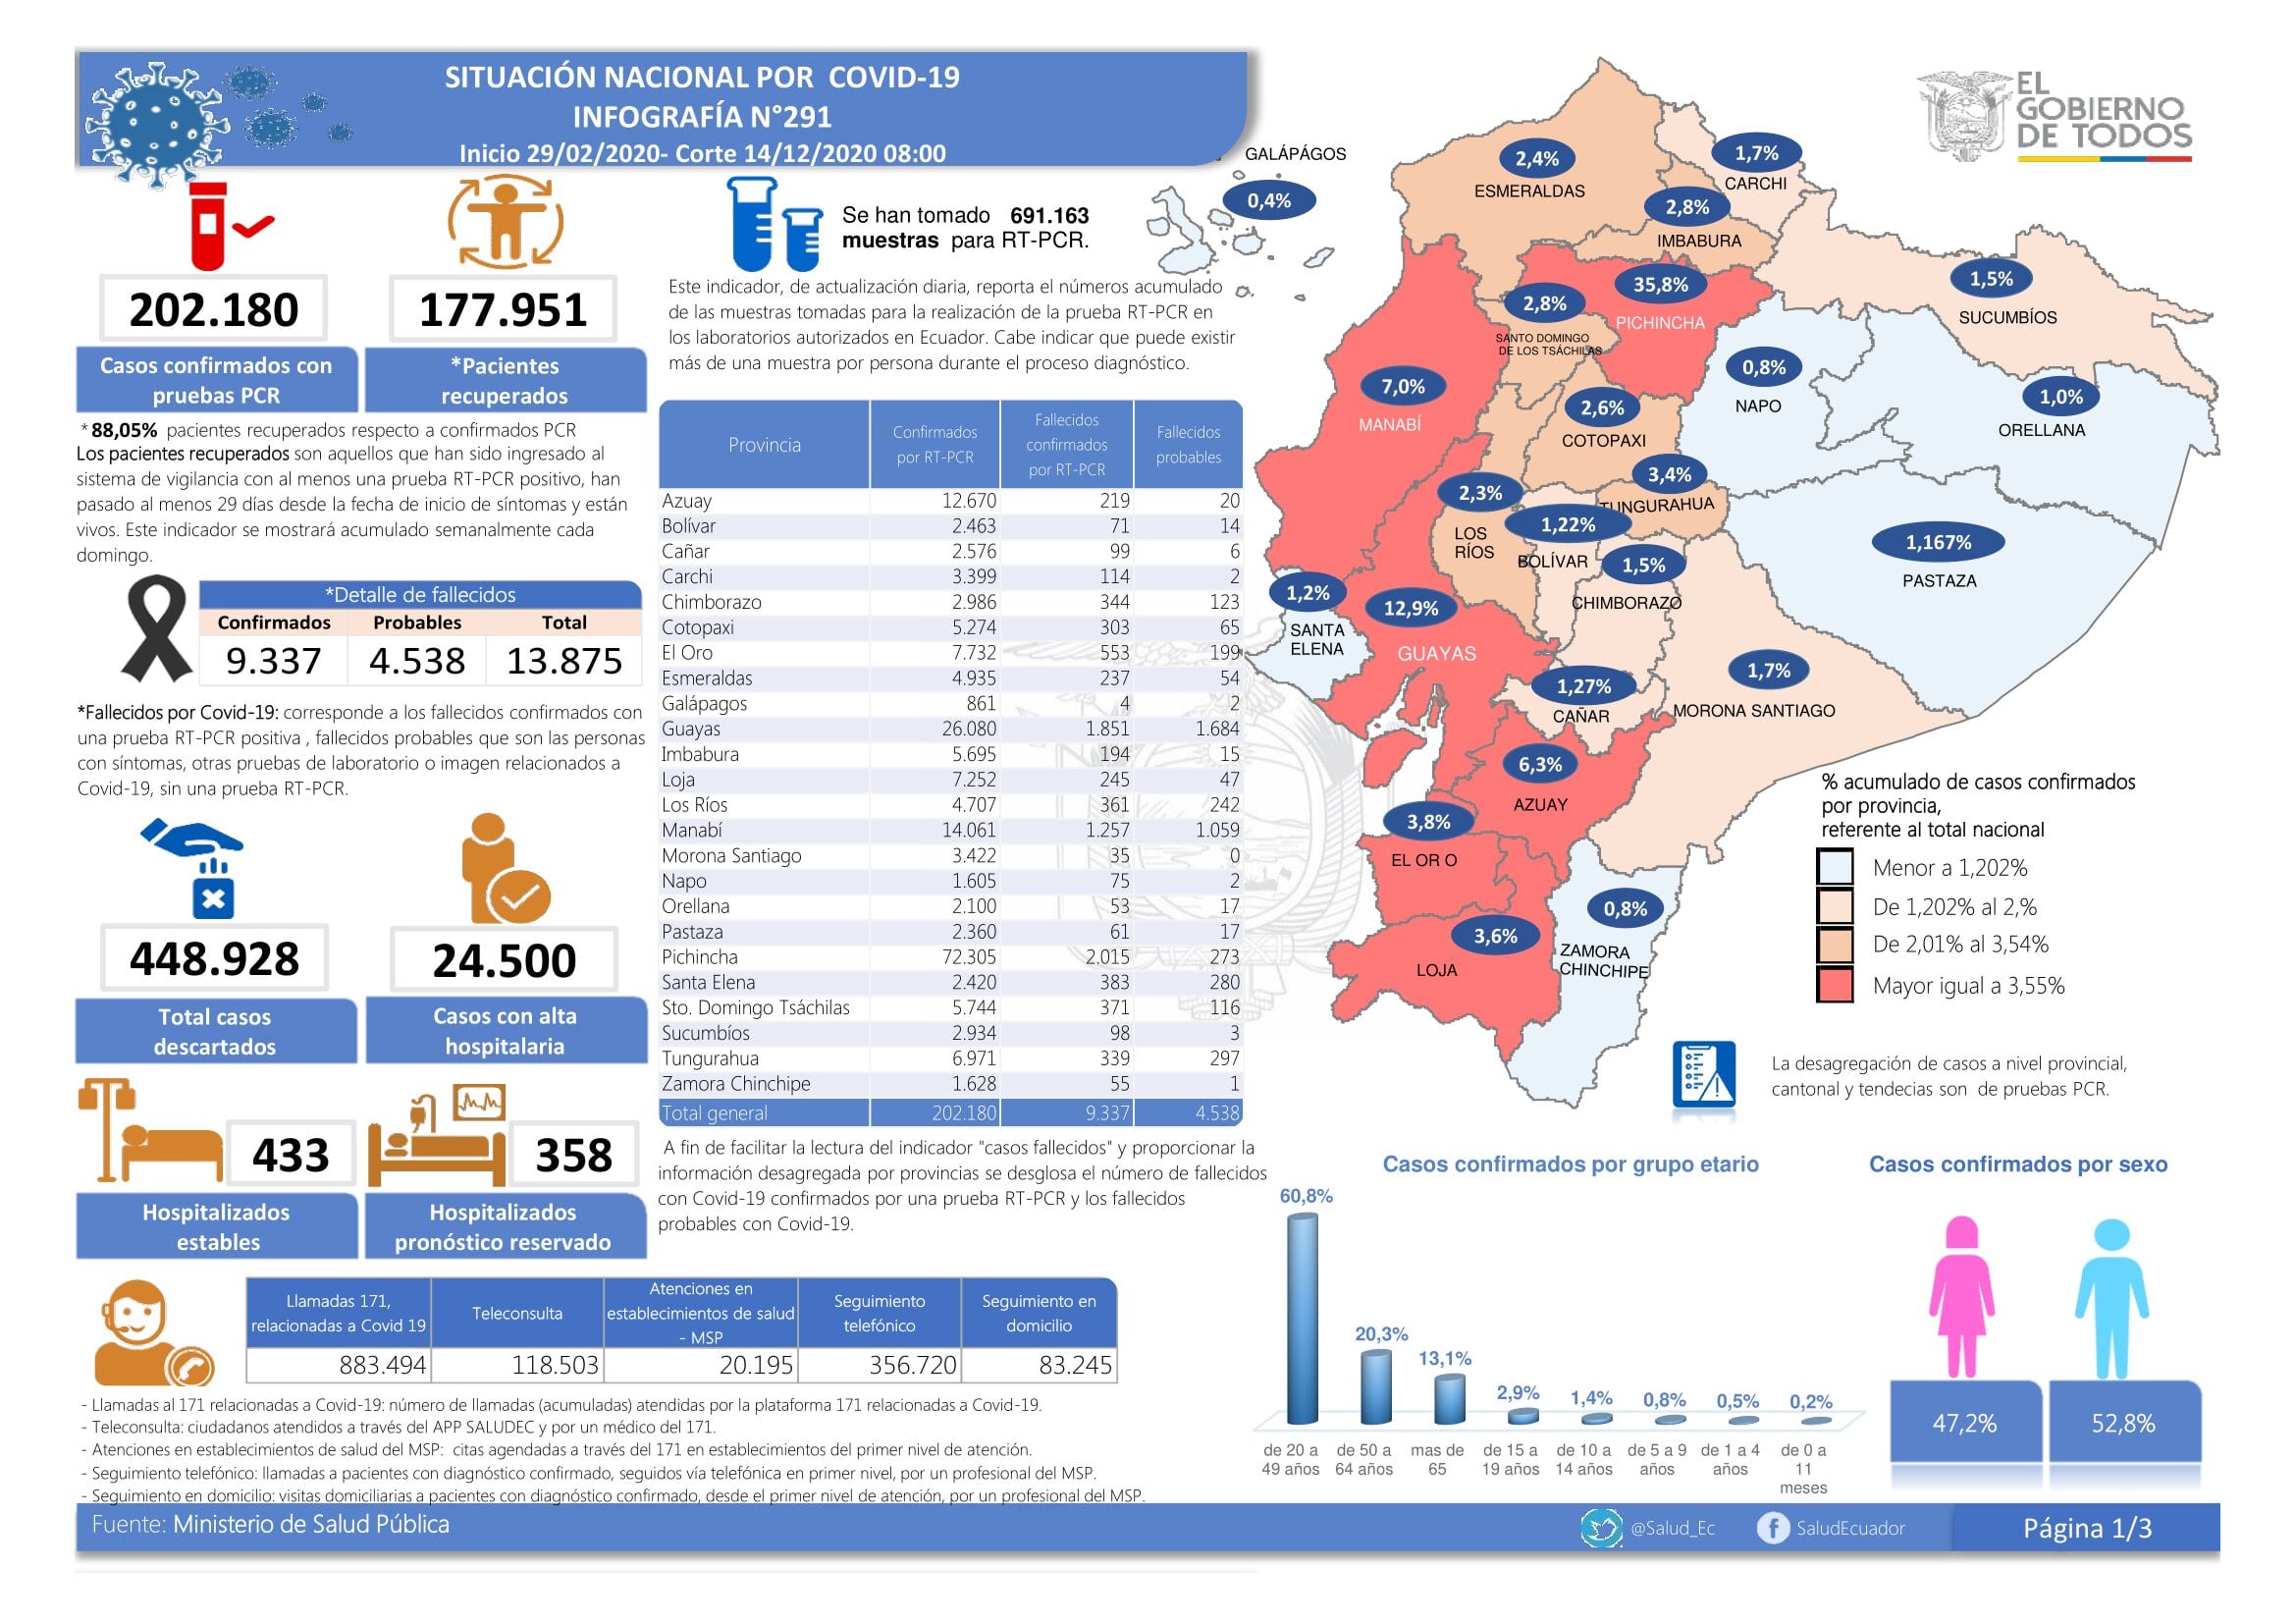 SITUACIÓN NACIONAL POR COVID-19
INFOGRAFÍA N°291
Inicio 29/02/2020- Corte 14/12/2020 08:00
EL
GOBIERNO
DE TODOS
202.180
Casos confirmados con
pruebas PCR
177.951
*Pacientes
recuperados
* 88,05% pacientes recuperados respecto a confirmados PCR
Los pacientes recuperados son aquellos que han sido ingresado al
sistema de vigilancia con al menos una prueba RT-PCR positivo, han
pasado al menos 29 días desde la fecha de inicio de síntomas y están
vivos. Este indicador se mostrará acumulado semanalmente cada
domingo.
*Detalle de fallecidos
Confirmados Probables Total
9.337 4.538 13.875
*Fallecidos por Covid-19: corresponde a los fallecidos confirmados con
una prueba RT-PCR positiva , fallecidos probables que son las personas
con síntomas, otras pruebas de laboratorio o imagen relacionados a
Covid-19, sin una prueba RT-PCR.
448.928
Total casos
descartados
24.500
Casos con alta
hospitalaria
433
Hospitalizados
estables
358
Hospitalizados
pronóstico reservado
Se han tomado 691.163
muestras para RT-PCR.
Este indicador, de actualización diaria, reporta el números acumulado
de las muestras tomadas para la realización de la prueba RT-PCR en
los laboratorios autorizados en Ecuador. Cabe indicar que puede existir
más de una muestra por persona durante el proceso diagnóstico.
Provincia Confirmados por RT-PCR Fallecidos confirmados por RT-PCR Fallecidos probables
Azuay 12.670 219 20
Bolívar 2.463 71 14
Cañar 2.576 99 6
Carchi 3.399 114 2
Chimborazo 2.986 344 123
Cotopaxi 5.274 303 65
El Oro 7.732 553 199
Esmeraldas 4.935 237 54
Galápagos 861 4 2
Guayas 26.080 1.851 1.684
Imbabura 5.695 194 15
Loja 7.252 245 47
Los Ríos 4.707 361 242
Manabí 14.061 1.257 1.059
Morona Santiago 3.422 35 0
Napo 1.605 75 2
Orellana 2.100 53 17
Pastaza 2.360 61 17
Pichincha 72.305 2.015 273
Santa Elena 2.420 383 280
Sto. Domingo Tsáchilas 5.744 371 116
Sucumbíos 2.934 98 3
Tungurahua 6.971 339 297
Zamora Chinchipe 1.628 55 1
Total general 202.180 9.337 4.538
A fin de facilitar la lectura del indicador "casos fallecidos" y proporcionar la
información desagregada por provincias se desglosa el número de fallecidos
con Covid-19 confirmados por una prueba RT-PCR y los fallecidos
probables con Covid-19.
GALÁPÁGOS
0,4%
2,4%
ESMERALDAS
1,7%
CARCHI
2,8%
IMBABURA
35,8%
PICHINCHA
1,5%
SUCUMBÍOS
2,8%
SANTO DOMINGO
DE LOS TSÁCHILAS
0,8%
NAPO
1,0%
ORELLANA
7,0%
MANABÍ
2,6%
COTOPAXI
3,4%
TUNGURAHUA
2,3%
LOS
RÍOS
1,22%
BOLÍVAR
1,5%
CHIMBORAZO
1,167%
PASTAZA
1,2%
SANTA
ELENA
12,9%
GUAYAS
1,27%
CAÑAR
1,7%
MORONA SANTIAGO
6,3%
AZUAY
3,8%
EL OR O
3,6%
LOJA
0,8%
ZAMORA
CHINCHIPE
% acumulado de casos confirmados
por provincia,
referente al total nacional
Menor a 1,202%
De 1,202% al 2,%
De 2,01% al 3,54%
Mayor igual a 3,55%
La desagregación de casos a nivel provincial,
cantonal y tendecias son de pruebas PCR.
Casos confirmados por grupo etario
60,8%
20,3%
13,1%
2,9%
1,4%
0,8%
0,5%
0,2%
de 20 a
49 años
de 50 a
64 años
mas de
65
de 15 a
19 años
de 10 a
14 años
de 5 a 9
años
de 1 a 4
años
de 0 a
11
meses
Casos confirmados por sexo
47,2%
52,8%
Llamadas 171,
relacionadas a Covid 19
Teleconsulta
Atenciones en
establecimientos de salud
- MSP
Seguimiento
telefónico
Seguimiento en
domicilio
883.494 118.503 20.195 356.720 83.245
- Llamadas al 171 relacionadas a Covid-19: número de llamadas (acumuladas) atendidas por la plataforma 171 relacionadas a Covid-19.
- Teleconsulta: ciudadanos atendidos a través del APP SALUDEC y por un médico del 171.
- Atenciones en establecimientos de salud del MSP: citas agendadas a través del 171 en establecimientos del primer nivel de atención.
- Seguimiento telefónico: llamadas a pacientes con diagnóstico confirmado, seguidos vía telefónica en primer nivel, por un profesional del MSP.
- Seguimiento en domicilio: visitas domiciliarias a pacientes con diagnóstico confirmado, desde el primer nivel de atención, por un profesional del MSP.
Fuente: Ministerio de Salud Pública
@Salud_Ec
SaludEcuador
Página 1/3